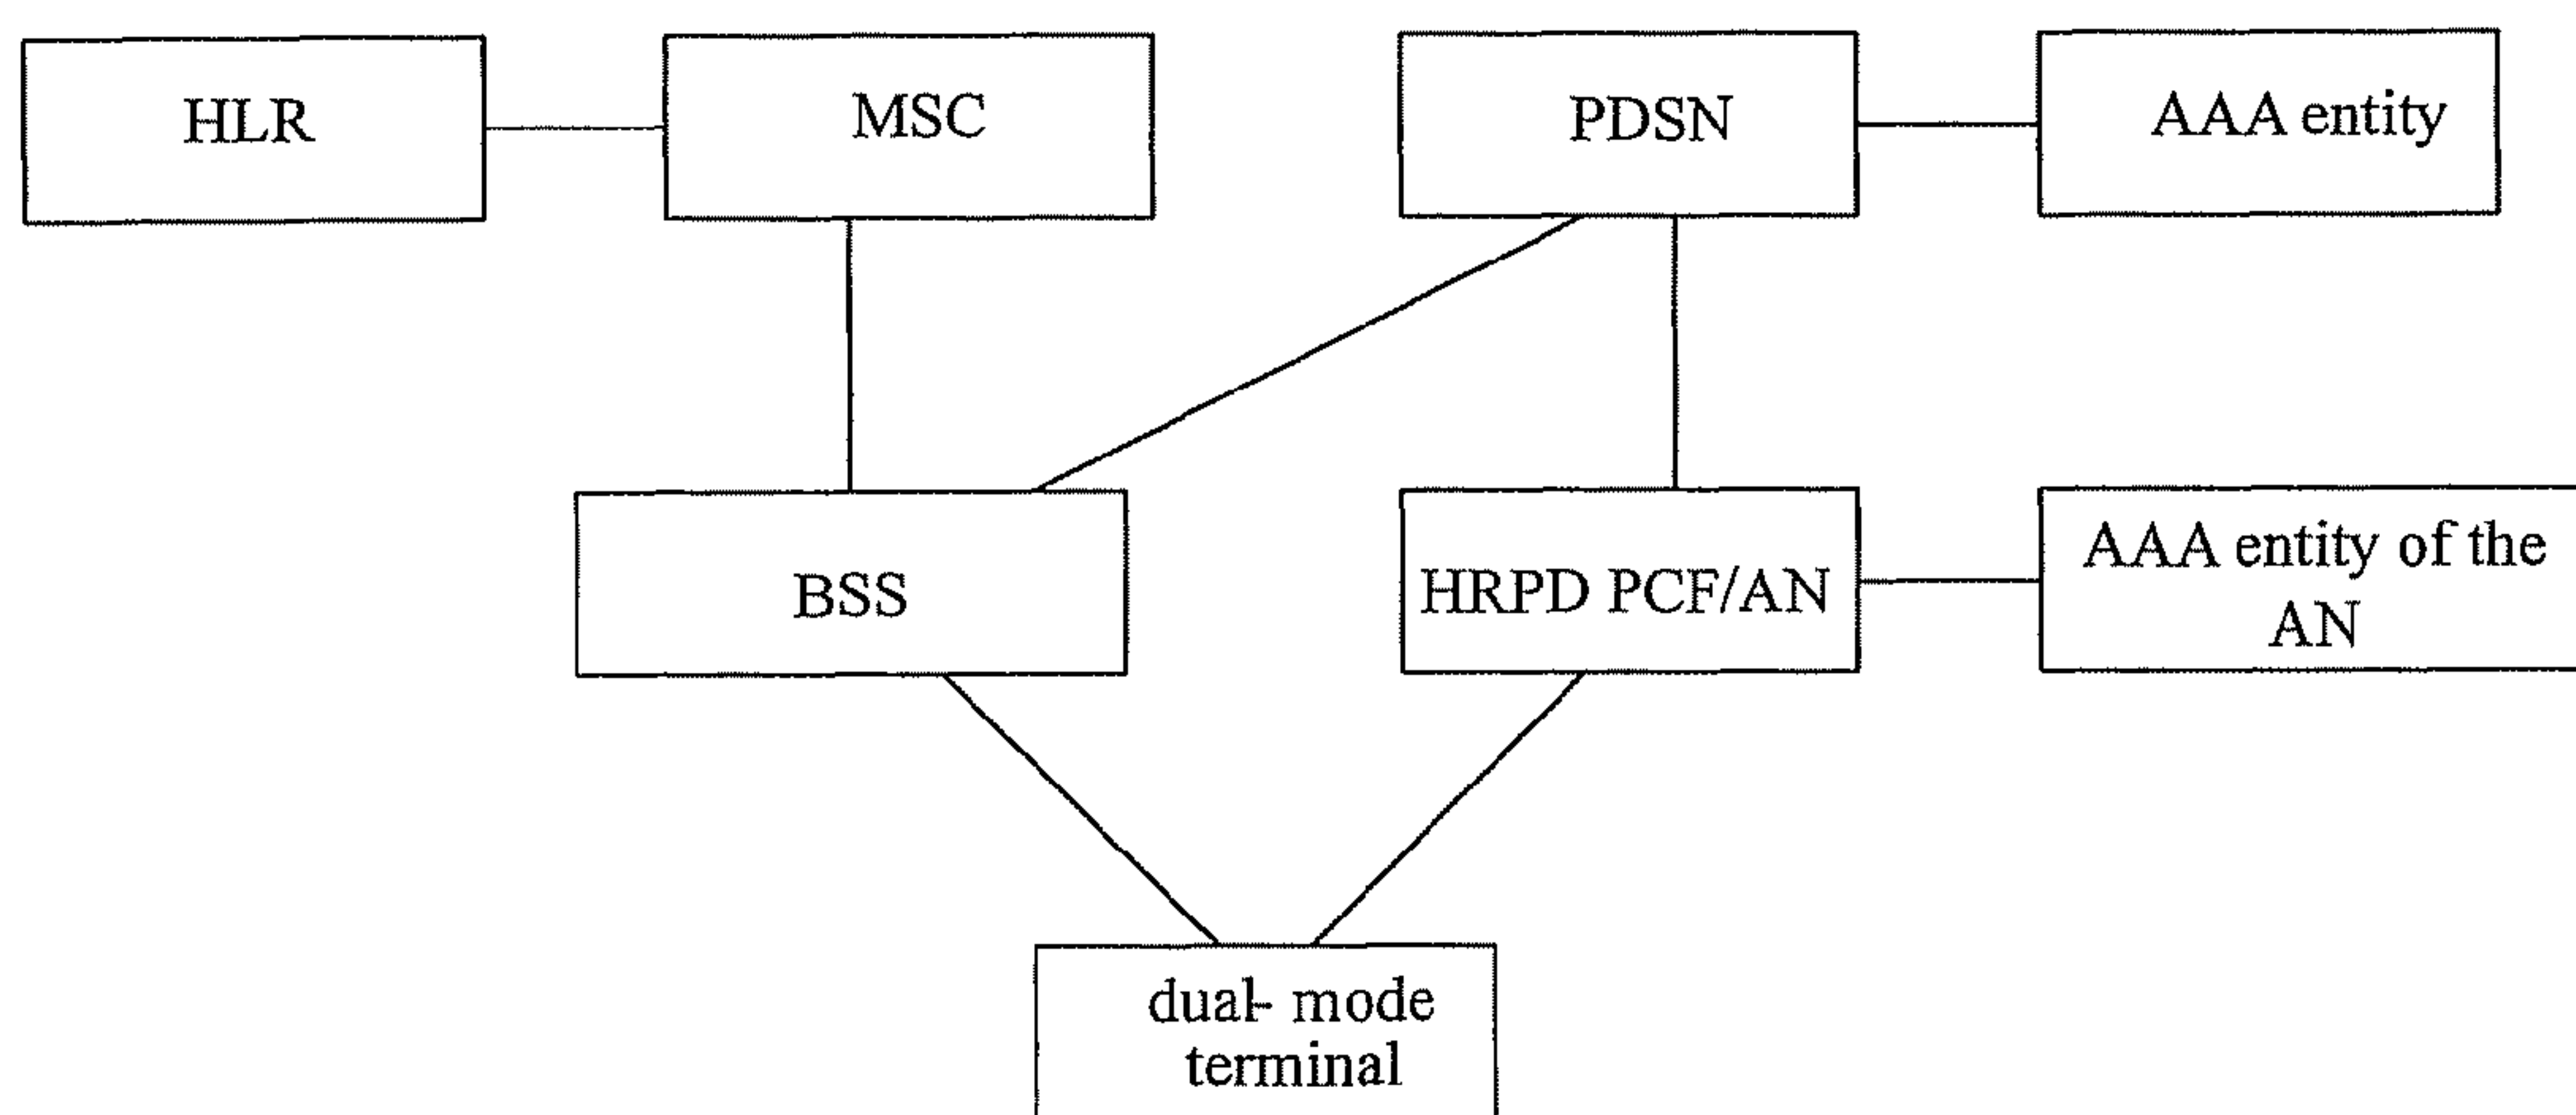 HLR
MSC
PDSN
AAA entity
BSS
HRPD PCF/AN
AAA entity of the
AN
dual- mode
terminal